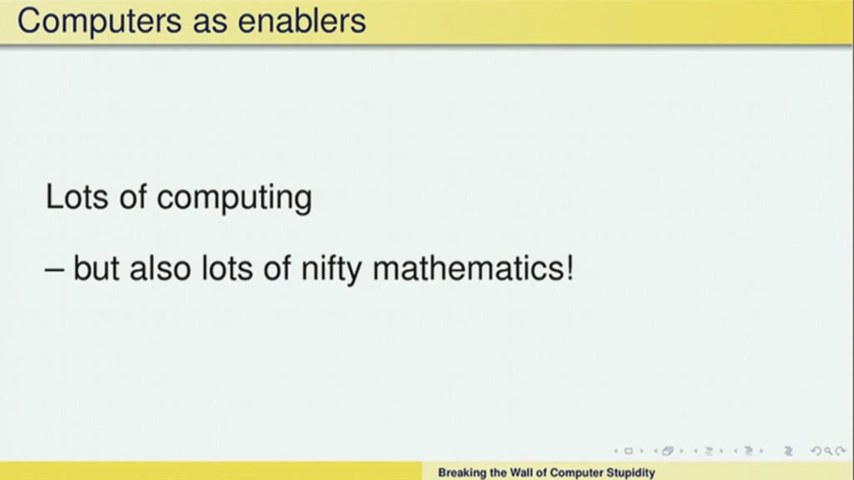 Computers as enablers
Lots of computing
– but also lots of nifty mathematics!
Breaking the Wall of Computer Stupidity